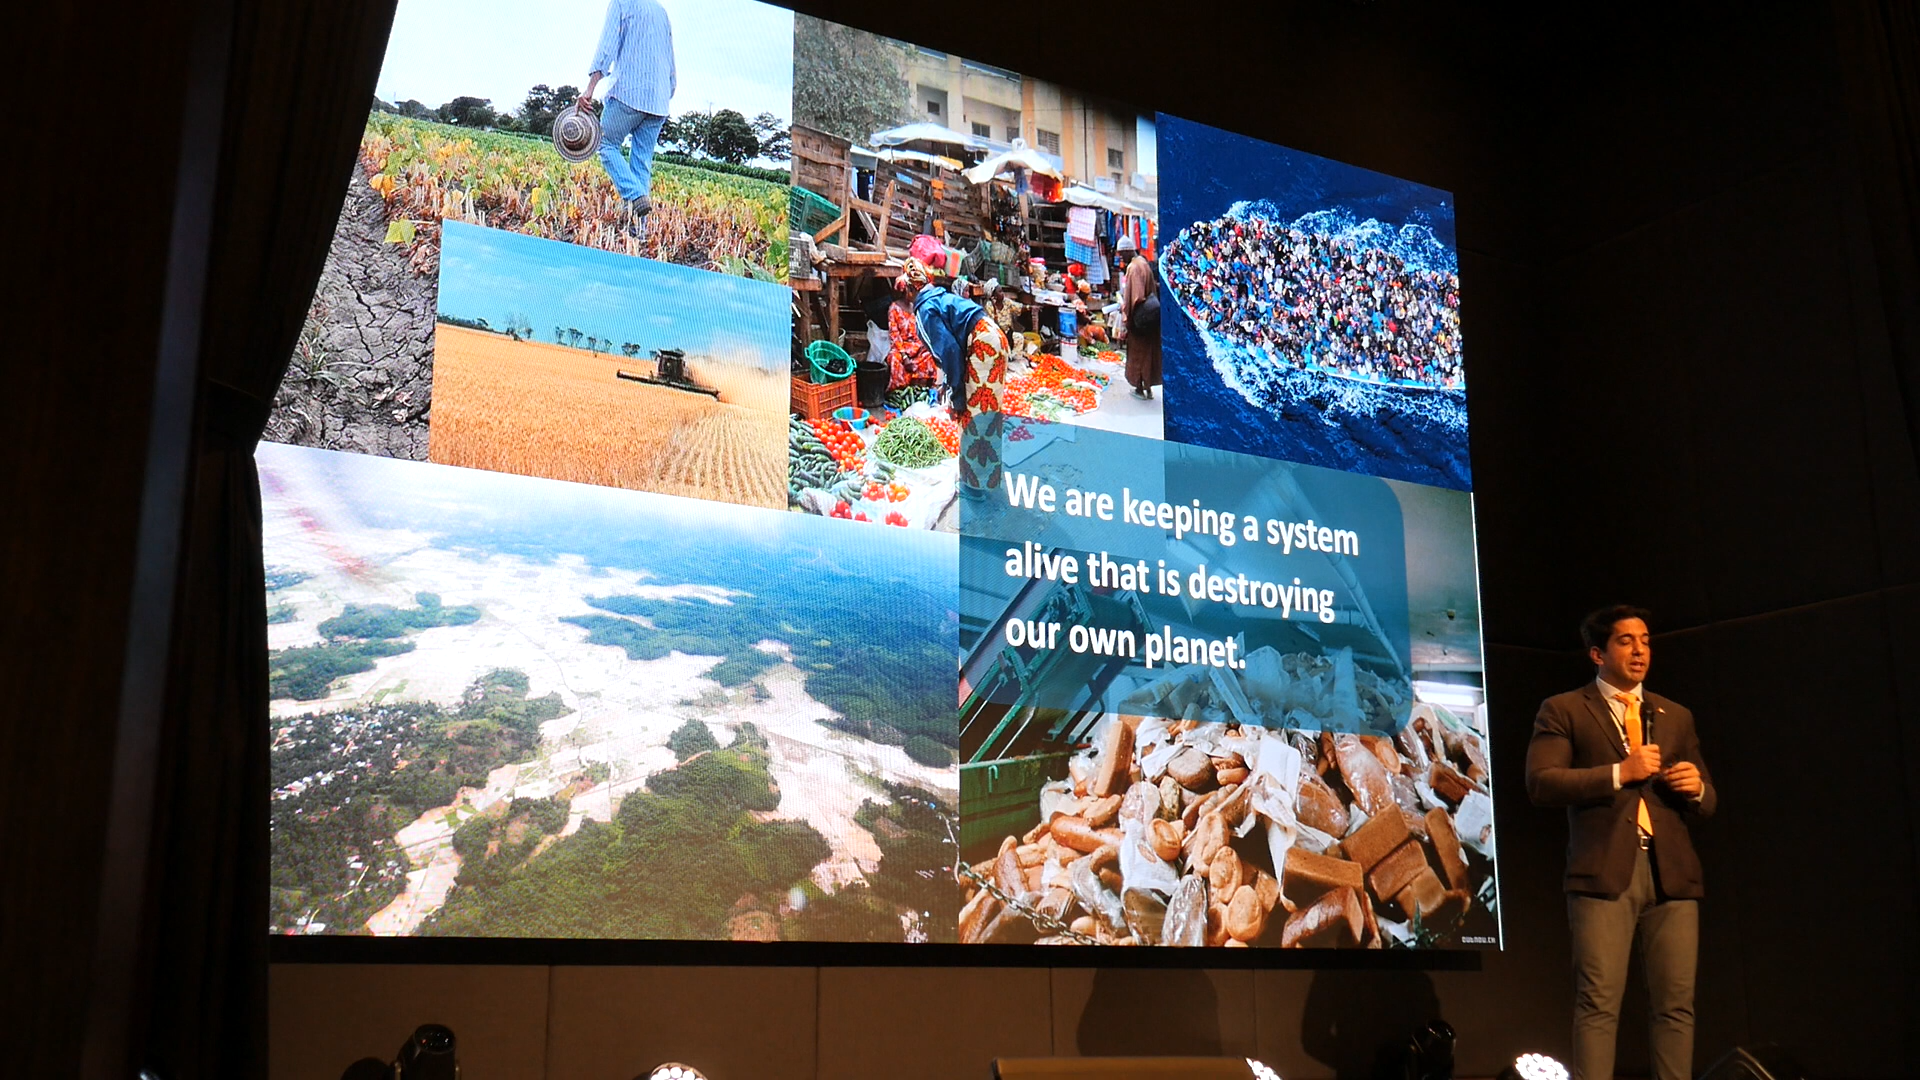 We are keeping a system
alive that is destroying
our own planet.